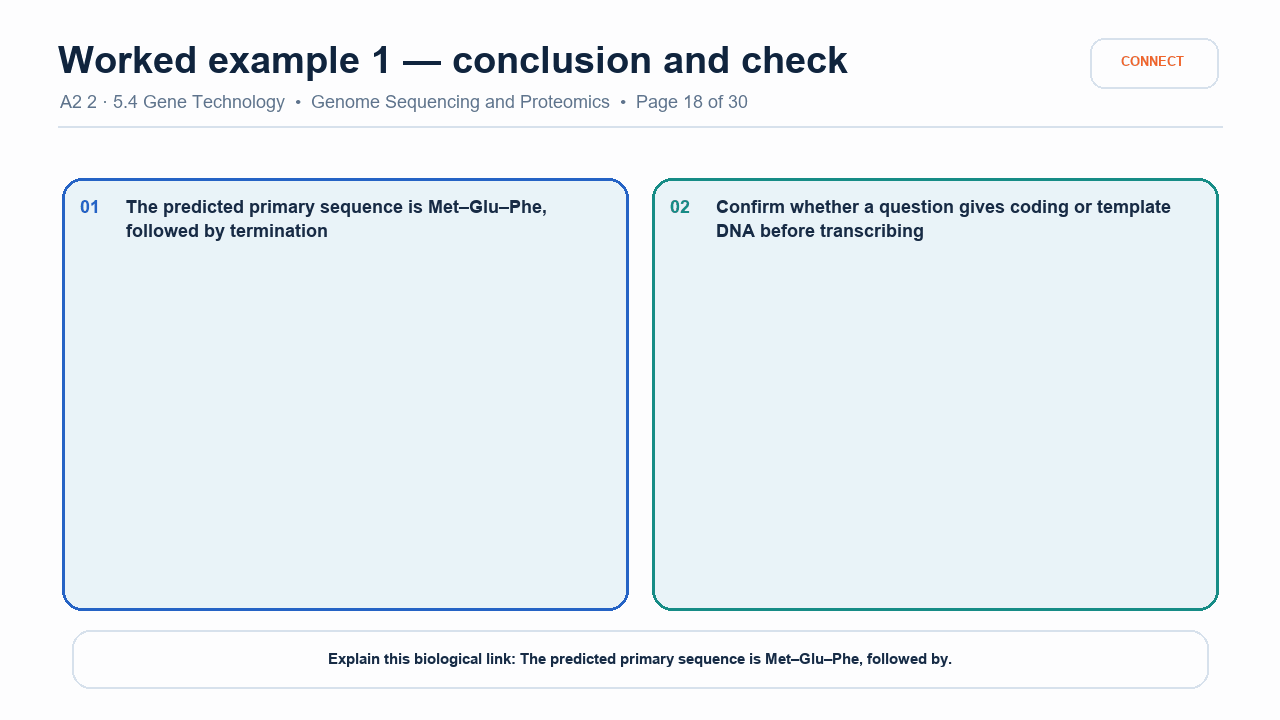 Worked example 1 — conclusion and check
CONNECT
A2 2 · 5.4 Gene Technology • Genome Sequencing and Proteomics • Page 18 of 30
01 The predicted primary sequence is Met–Glu–Phe,
followed by termination
02 Confirm whether a question gives coding or template
DNA before transcribing
Explain this biological link: The predicted primary sequence is Met–Glu–Phe, followed by.